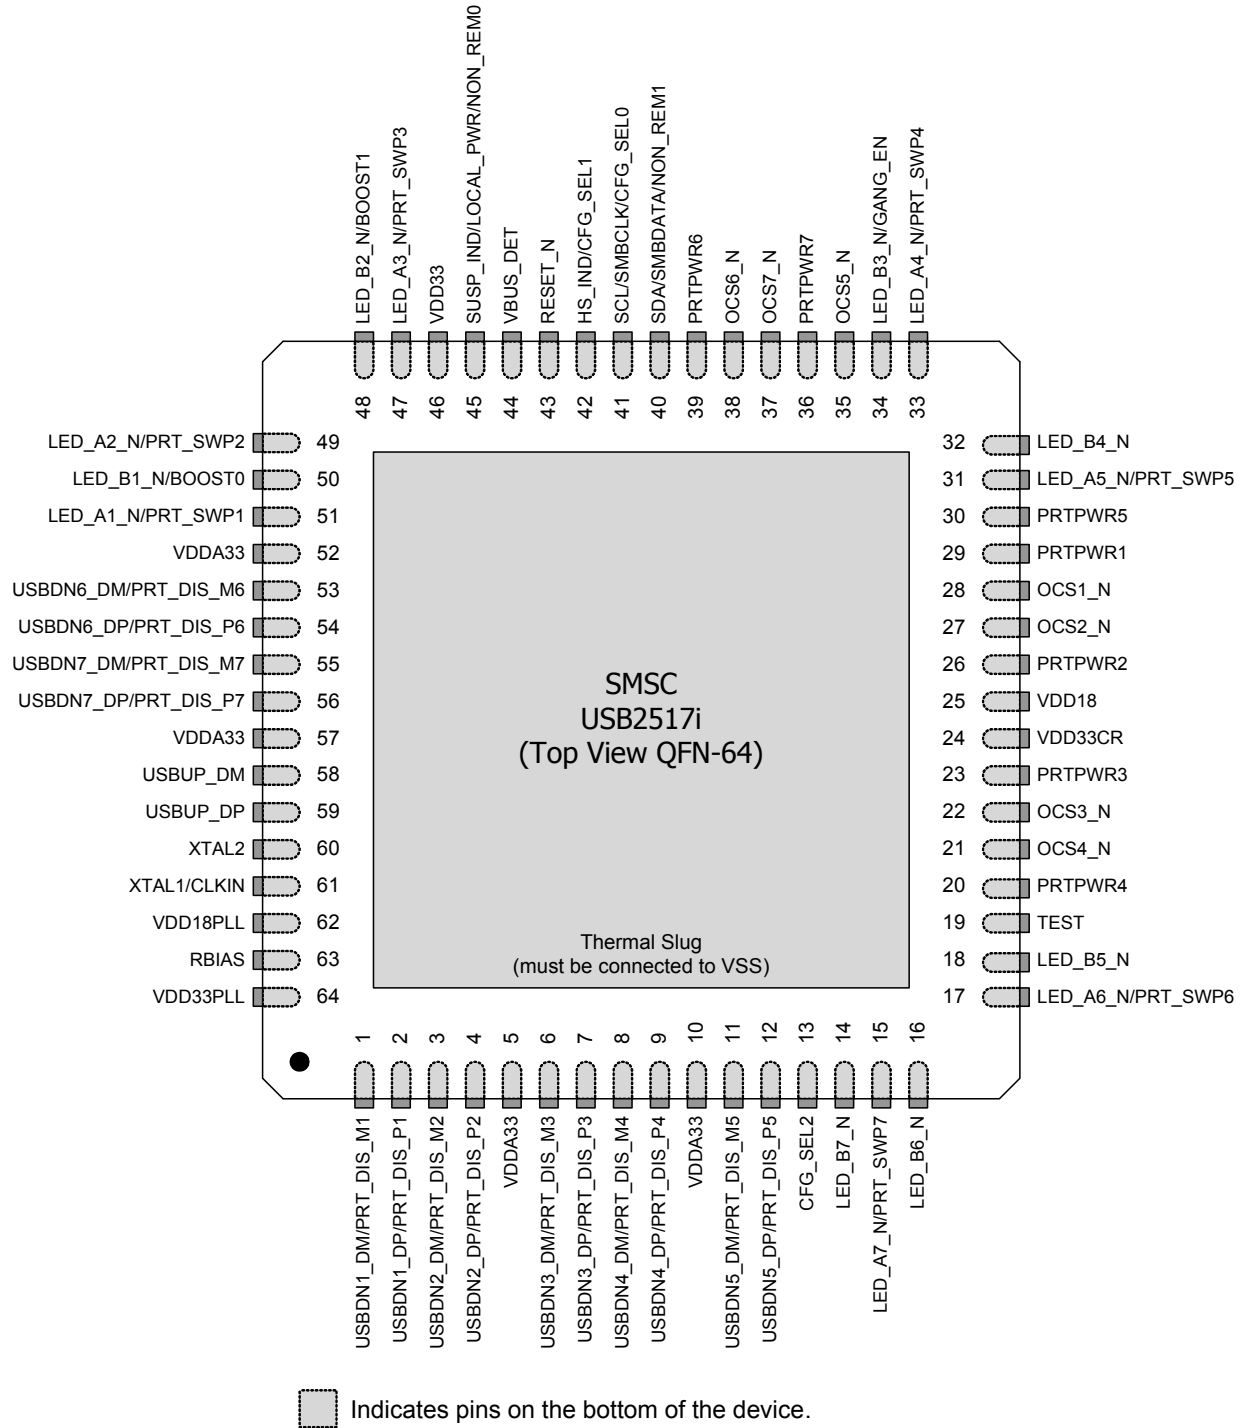 LED_B2_N/BOOST1
LED_A3_N/PRT_SWP3
VDD33
SUSP_IND/LOCAL_PWR/NON_REM0
VBUS_DET
RESET_N
HS_IND/CFG_SEL1
SCL/SMBCLK/CFG_SEL0
SDA/SMBDATA/NON_REM1
PRTPWR6
OCS6_N
OCS7_N
PRTPWR7
OCS5_N
LED_B3_N/GANG_EN
LED_A4_N/PRT_SWP4
48
47
46
45
44
43
42
41
40
39
38
37
36
35
34
33
LED_A2_N/PRT_SWP2 49
LED_B1_N/BOOST0 50
LED_A1_N/PRT_SWP1 51
VDDA33 52
USBDN6_DM/PRT_DIS_M6 53
USBDN6_DP/PRT_DIS_P6 54
USBDN7_DM/PRT_DIS_M7 55
USBDN7_DP/PRT_DIS_P7 56
VDDA33 57
USBUP_DM 58
USBUP_DP 59
XTAL2 60
XTAL1/CLKIN 61
VDD18PLL 62
RBIAS 63
VDD33PLL 64
SMSC
USB2517i
(Top View QFN-64)
Thermal Slug
(must be connected to VSS)
32 LED_B4_N
31 LED_A5_N/PRT_SWP5
30 PRTPWR5
29 PRTPWR1
28 OCS1_N
27 OCS2_N
26 PRTPWR2
25 VDD18
24 VDD33CR
23 PRTPWR3
22 OCS3_N
21 OCS4_N
20 PRTPWR4
19 TEST
18 LED_B5_N
17 LED_A6_N/PRT_SWP6
1
2
3
4
5
6
7
8
9
10
11
12
13
14
15
16
USBDN1_DM/PRT_DIS_M1
USBDN1_DP/PRT_DIS_P1
USBDN2_DM/PRT_DIS_M2
USBDN2_DP/PRT_DIS_P2
VDDA33
USBDN3_DM/PRT_DIS_M3
USBDN3_DP/PRT_DIS_P3
USBDN4_DM/PRT_DIS_M4
USBDN4_DP/PRT_DIS_P4
VDDA33
USBDN5_DM/PRT_DIS_M5
USBDN5_DP/PRT_DIS_P5
CFG_SEL2
LED_B7_N
LED_A7_N/PRT_SWP7
LED_B6_N
Indicates pins on the bottom of the device.